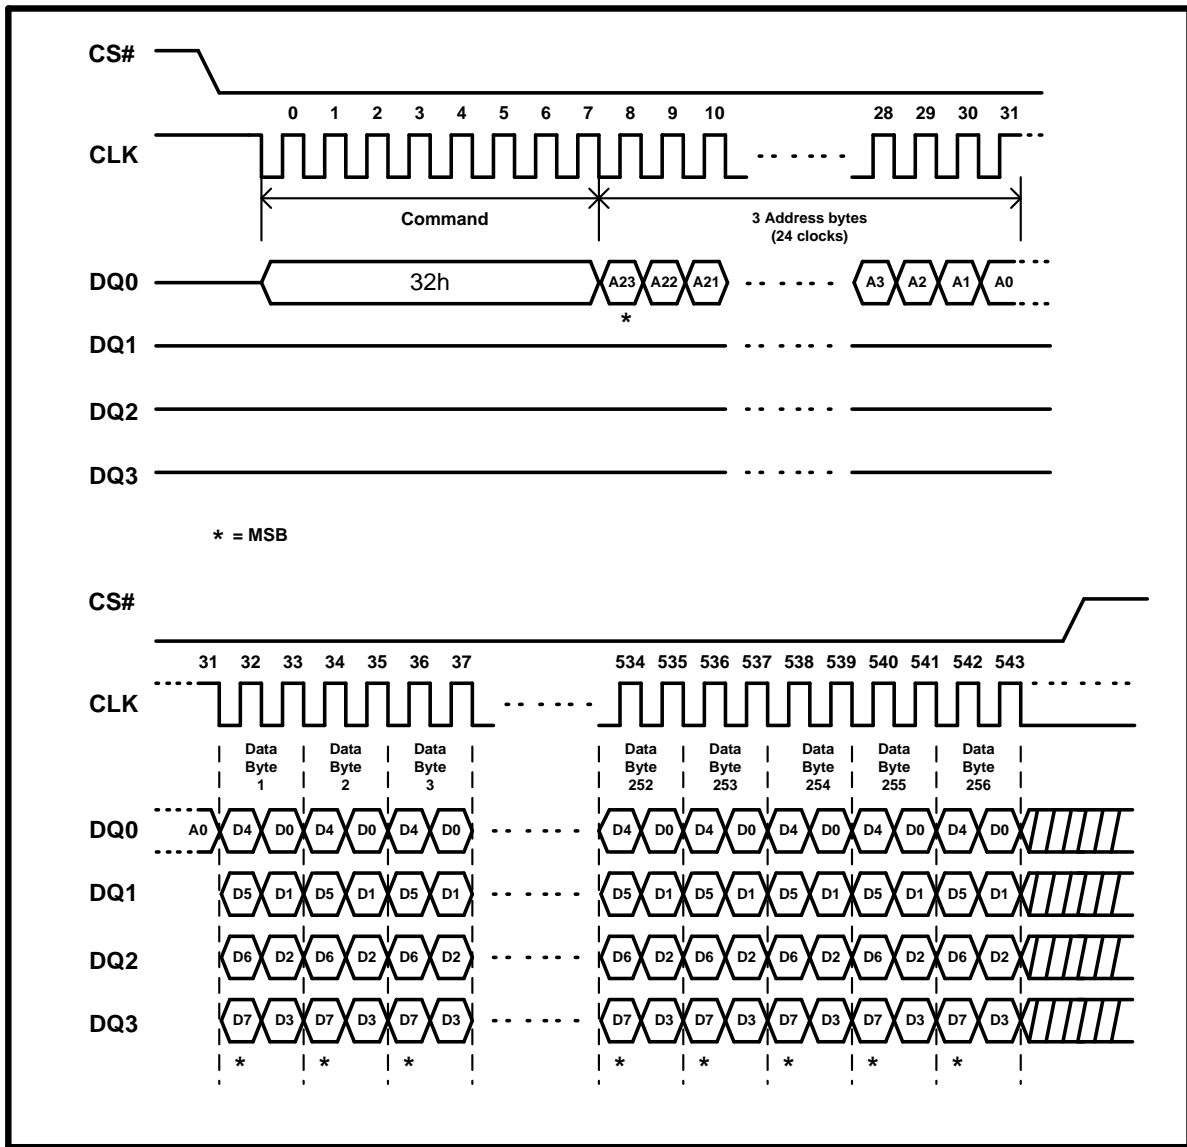 CS#
0 1 2 3 4 5 6 7 8 9 10 28 29 30 31
CLK
Command
3 Address bytes
(24 clocks)
DQ0 32h A23 A22 A21 A3 A2 A1 A0
*
DQ1
DQ2
DQ3
* = MSB
CS#
31 32 33 34 35 36 37 534 535 536 537 538 539 540 541 542 543
CLK
Data Data Data Data Data Data Data Data
Byte Byte Byte Byte Byte Byte Byte Byte
1 2 3 252 253 254 255 256
DQ0 A0 D4 D0 D4 D0 D4 D0 D4 D0 D4 D0 D4 D0 D4 D0 D4 D0
DQ1 D5 D1 D5 D1 D5 D1 D5 D1 D5 D1 D5 D1 D5 D1 D5 D1
DQ2 D6 D2 D6 D2 D6 D2 D6 D2 D6 D2 D6 D2 D6 D2 D6 D2
DQ3 D7 D3 D7 D3 D7 D3 D7 D3 D7 D3 D7 D3 D7 D3 D7 D3
* * * * * * * *